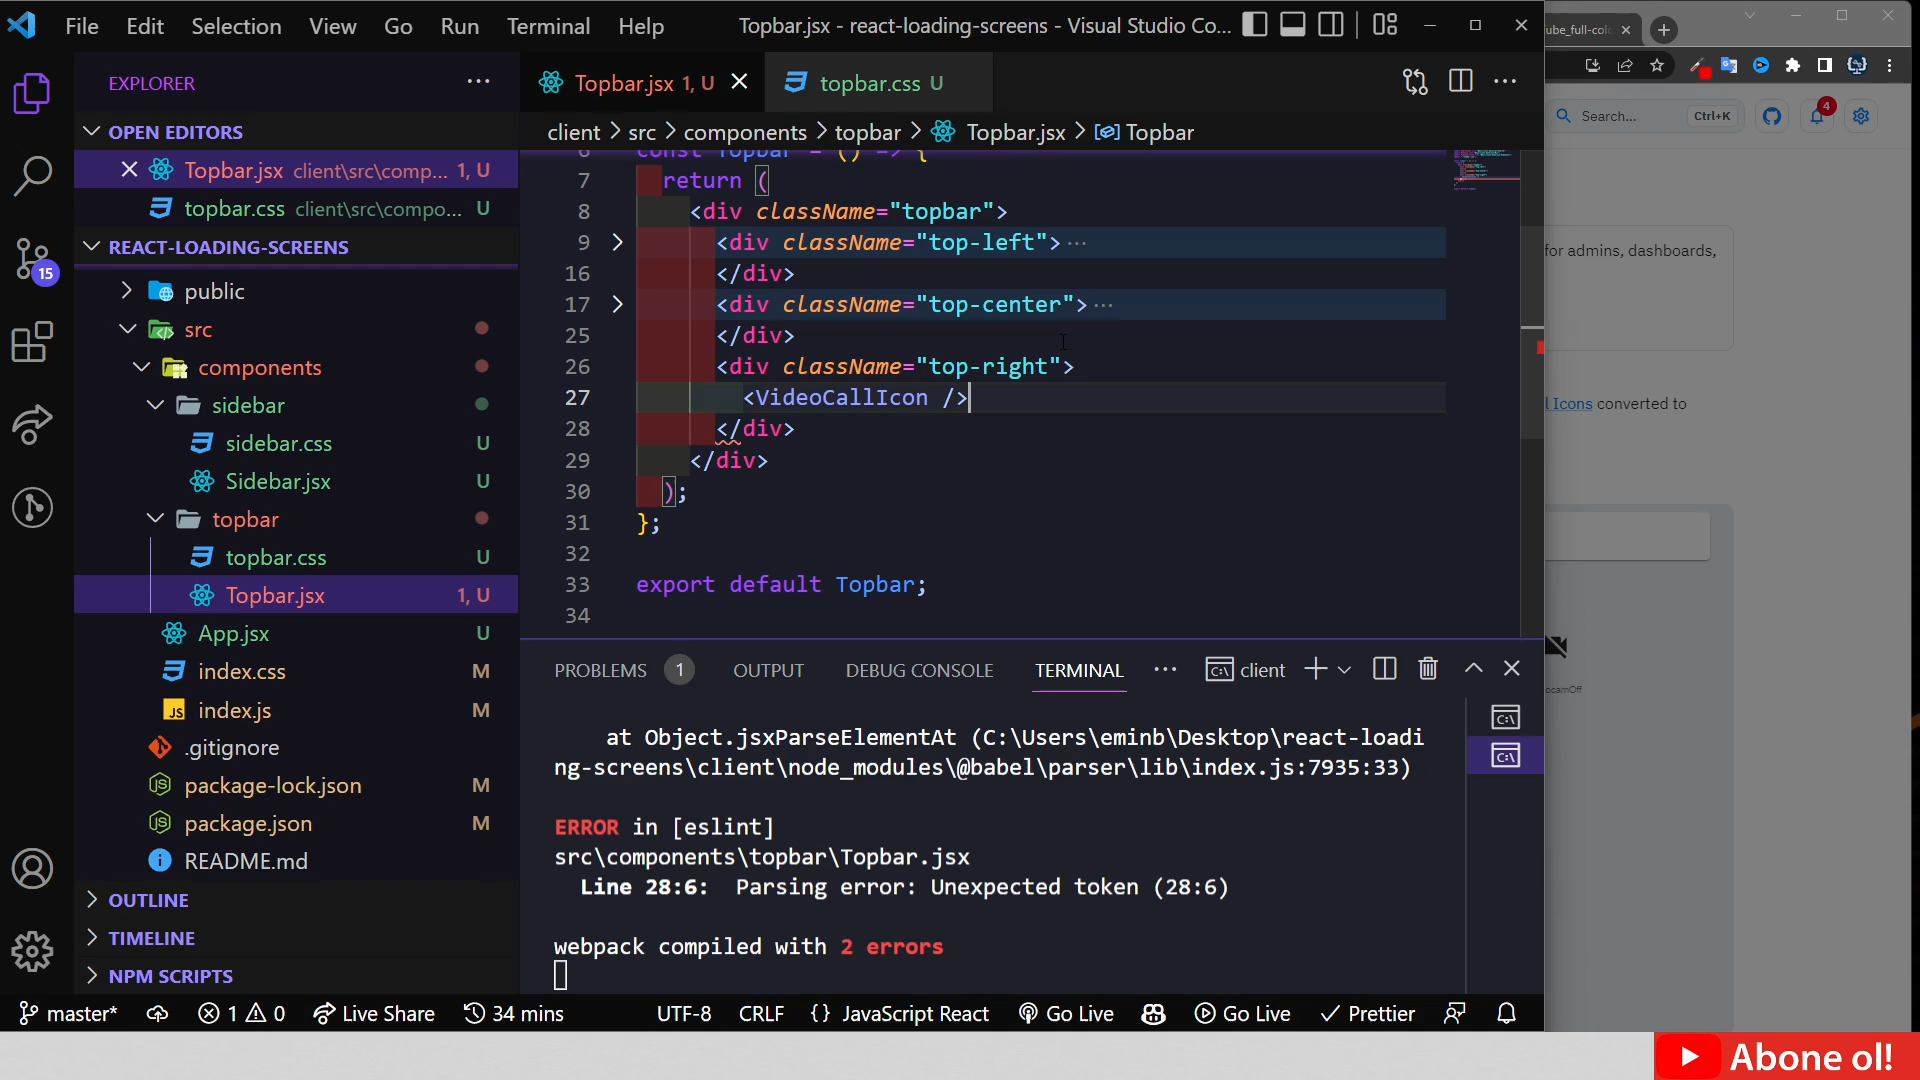 File Edit Selection View Go Run Terminal Help Topbar.jsx - react-loading-screens - Visual Studio Co...
EXPLORER
OPEN EDITORS
Topbar.jsx client\src\comp... 1, U
topbar.css client\src\compo... U
REACT-LOADING-SCREENS
public
src
components
sidebar
sidebar.css U
Sidebar.jsx U
topbar
topbar.css U
Topbar.jsx 1, U
App.jsx U
index.css M
index.js M
.gitignore
package-lock.json M
package.json M
README.md
OUTLINE
TIMELINE
NPM SCRIPTS
15
Topbar.jsx 1, U
topbar.css U
client > src > components > topbar > Topbar.jsx > Topbar
6 const Topbar = () => {
7 return (
8 <div className="topbar">
9 <div className="top-left"> ...
16 </div>
17 <div className="top-center"> ...
25 </div>
26 <div className="top-right">
27 <VideoCallIcon />
28 </div>
29 </div>
30 );
31 };
32
33 export default Topbar;
34
PROBLEMS 1 OUTPUT DEBUG CONSOLE TERMINAL ... client
at Object.jsxParseElementAt (C:\Users\eminb\Desktop\react-loadi
ng-screens\client\node_modules\@babel\parser\lib\index.js:7935:33)
ERROR in [eslint]
src\components\topbar\Topbar.jsx
Line 28:6: Parsing error: Unexpected token (28:6)
webpack compiled with 2 errors
master* 1 0 Live Share 34 mins UTF-8 CRLF {} JavaScript React Go Live Go Live Prettier
ube_full-colo
Search... Ctrl+K 4
for admins, dashboards,
l Icons converted to
ocamOff
Abone ol!